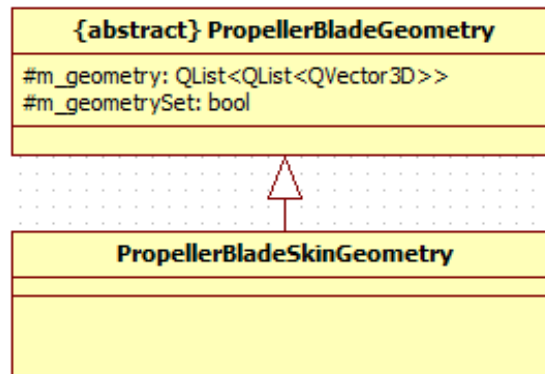 {abstract} PropellerBladeGeometry
#m_geometry: QList<QList<QVector3D>>
#m_geometrySet: bool
PropellerBladeSkinGeometry